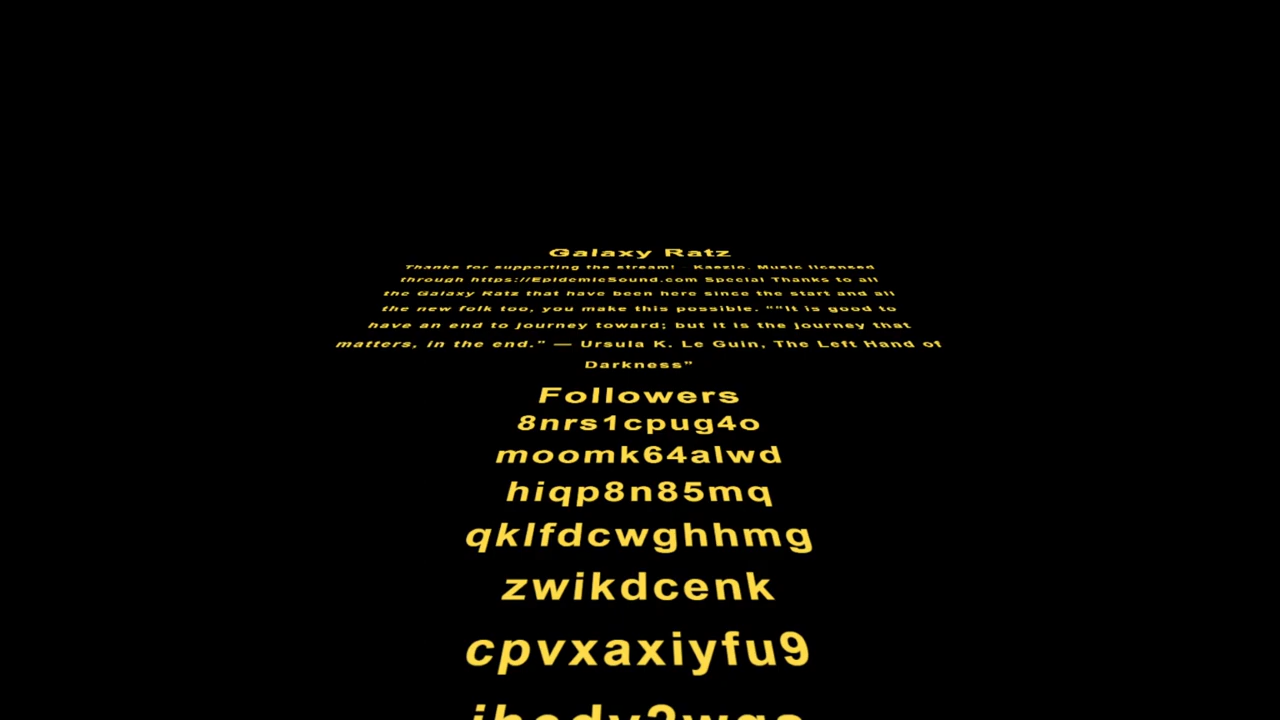 Galaxy Ratz
Thanks for supporting the stream! - Kaezio. Music licensed
through https://EpidemicSound.com Special Thanks to all
the Galaxy Ratz that have been here since the start and all
the new folk too, you make this possible. ““It is good to
have an end to journey toward; but it is the journey that
matters, in the end.” — Ursula K. Le Guin, The Left Hand of
Darkness”
Followers
8nrs1cpug4o
moomk64alwd
hiqp8n85mq
qklfdcwghhmg
zwikdcenk
cpvxaxiyfu9